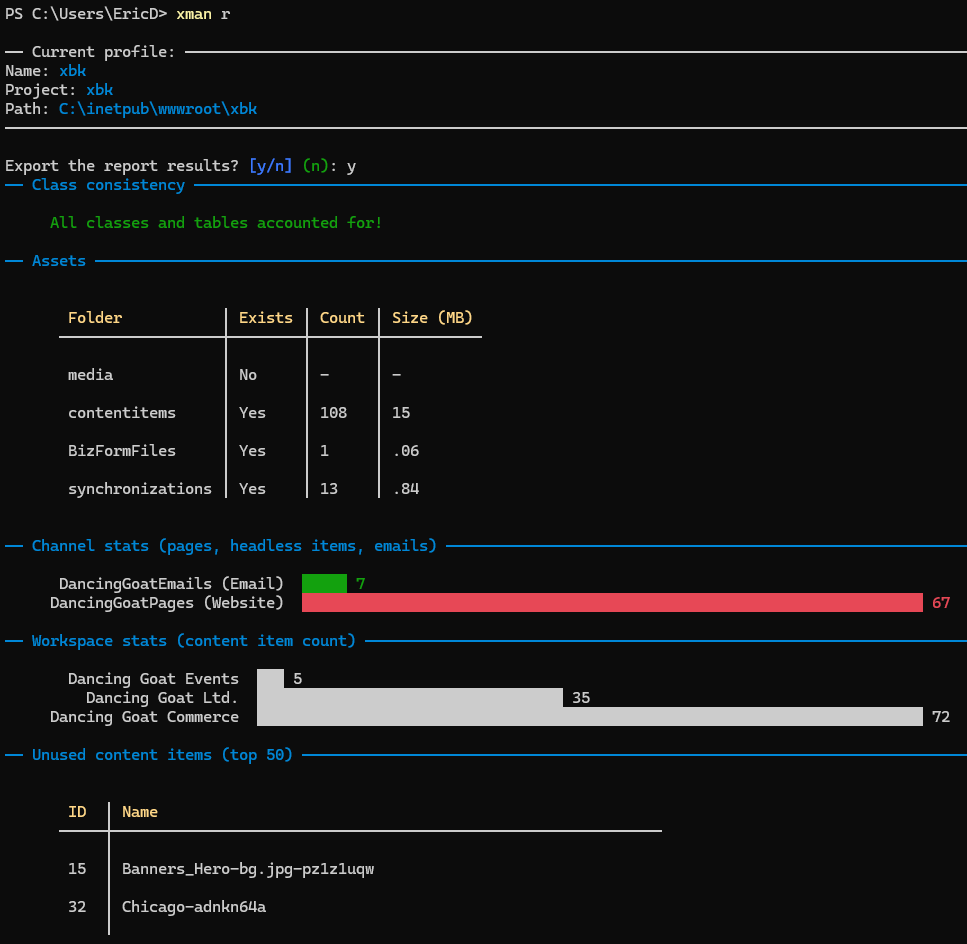 PS C:\Users\EricD> xman r
Current profile:
Name: xbk
Project: xbk
Path: C:\inetpub\wwwroot\xbk
Export the report results? [y/n] (n): y
Class consistency
All classes and tables accounted for!
Assets
Folder Exists Count Size (MB)
media No - -
contentitems Yes 108 15
BizFormFiles Yes 1 .06
synchronizations Yes 13 .84
Channel stats (pages, headless items, emails)
DancingGoatEmails (Email) 7
DancingGoatPages (Website) 67
Workspace stats (content item count)
Dancing Goat Events 5
Dancing Goat Ltd. 35
Dancing Goat Commerce 72
Unused content items (top 50)
ID Name
15 Banners_Hero-bg.jpg-pz1z1uqw
32 Chicago-adnkn64a